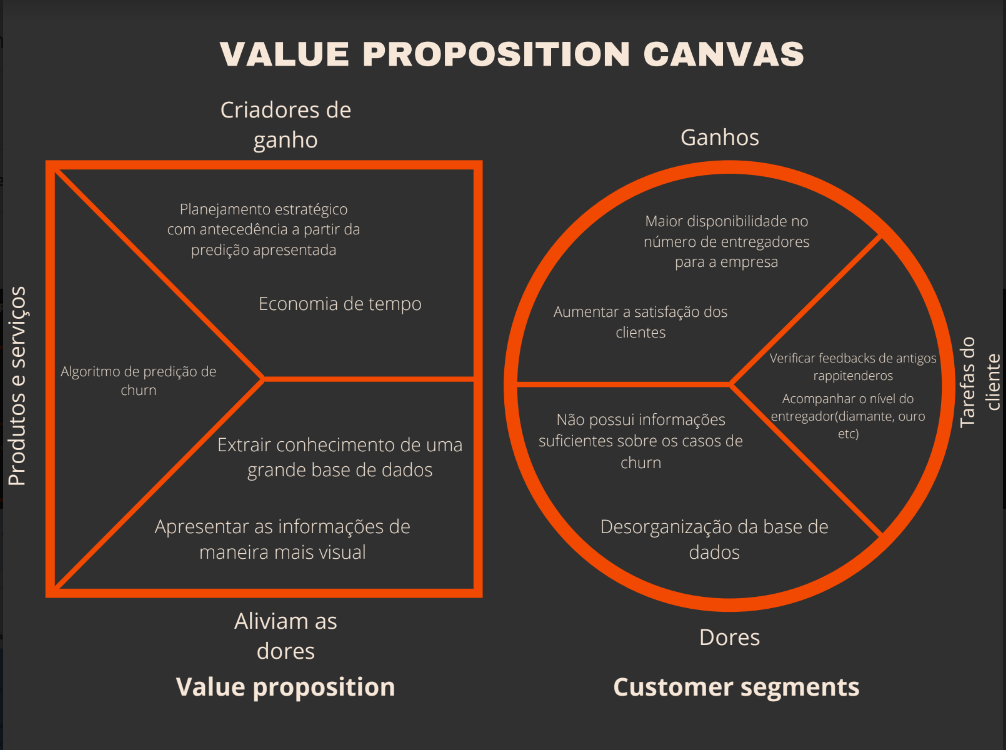 VALUE PROPOSITION CANVAS
Criadores de
ganho
Planejamento estratégico
com antecedência a partir da
predição apresentada
Economia de tempo
Produtos e serviços
Algoritmo de predição de
churn
Extrair conhecimento de uma
grande base de dados
Apresentar as informações de
maneira mais visual
Aliviam as
dores
Value proposition
Ganhos
Maior disponibilidade no
número de entregadores
para a empresa
Aumentar a satisfação dos
clientes
Verificar feedbacks de antigos
rappitenderos
Acompanhar o nível do
entregador(diamante, ouro
etc)
Tarefas do
cliente
Não possui informações
suficientes sobre os casos de
churn
Desorganização da base de
dados
Dores
Customer segments